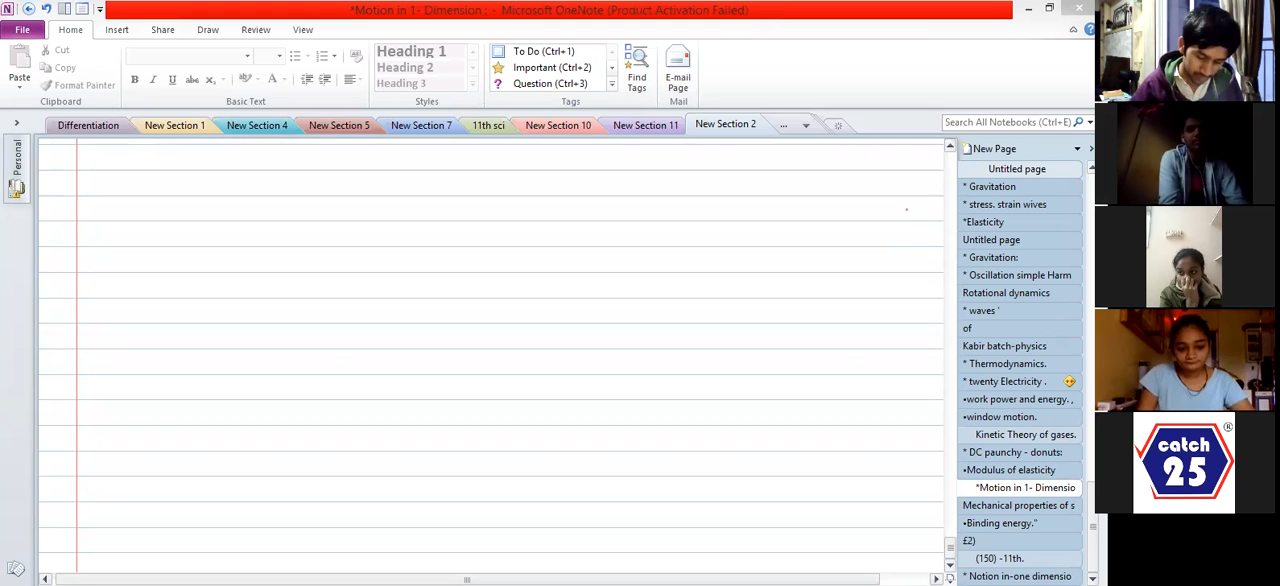 *Motion in 1- Dimension : - Microsoft OneNote (Product Activation Failed)
File Home Insert Share Draw Review View
Cut
Copy
Format Painter
Paste
Clipboard
B I U abc X₂ ab A
Basic Text
Heading 1
Heading 2
Heading 3
Styles
To Do (Ctrl+1)
Important (Ctrl+2)
Question (Ctrl+3)
Tags
Find Tags
E-mail Page
Mail
Differentiation New Section 1 New Section 4 New Section 5 New Section 7 11th sci New Section 10 New Section 11 New Section 2 ...
Search All Notebooks (Ctrl+E)
Personal
New Page
Untitled page
* Gravitation
* stress. strain wives
*Elasticity
Untitled page
* Gravitation:
* Oscillation simple Harm
Rotational dynamics
* waves '
of
Kabir batch-physics
* Thermodynamics.
* twenty Electricity .
•work power and energy. ,
•window motion.
Kinetic Theory of gases.
* DC paunchy - donuts:
•Modulus of elasticity
*Motion in 1- Dimensio
Mechanical properties of s
•Binding energy."
£2)
(150) -11th.
* Notion in-one dimensio
catch
25
®